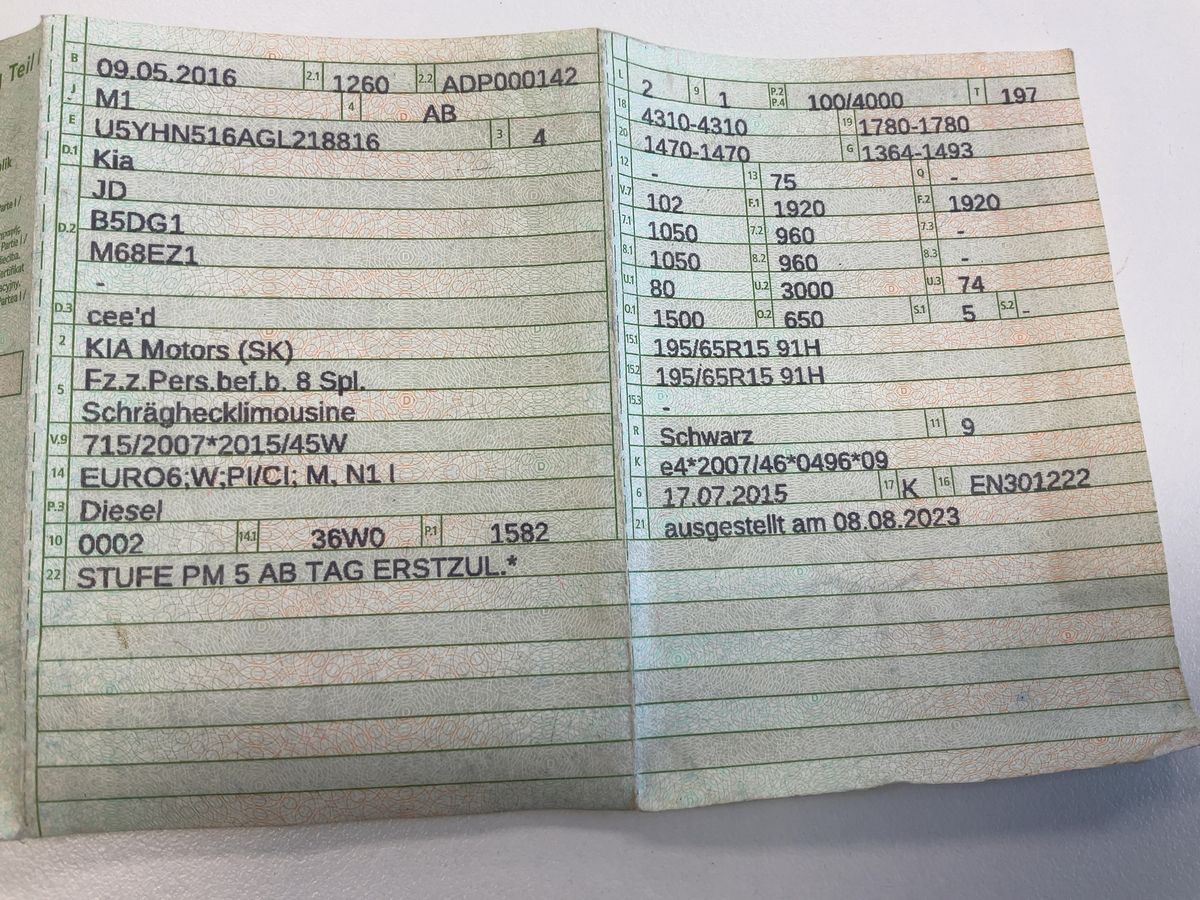 Teil
B 09.05.2016 2.1 1260 2.2 ADP000142
J M1 4 AB
E U5YHN516AGL218816 3 4
D.1 Kia
JD
D.2 B5DG1
M68EZ1
-
D.3 cee'd
2 KIA Motors (SK)
5 Fz.z.Pers.bef.b. 8 Spl.
Schräghecklimousine
V.9 715/2007*2015/45W
14 EURO6;W;PI/CI; M, N1 I
P.3 Diesel
10 0002 14.1 36W0 P.1 1582
22 STUFE PM 5 AB TAG ERSTZUL.*
L 2 9 1 P.2 P.4 100/4000 T 197
18 4310-4310 19 1780-1780
20 1470-1470 G 1364-1493
12 - 13 75 Q -
V.7 102 F.1 1920 F.2 1920
7.1 1050 7.2 960 7.3 -
8.1 1050 8.2 960 8.3 -
U.1 80 U.2 3000 U.3 74
O.1 1500 O.2 650 S.1 5 S.2 -
15.1 195/65R15 91H
15.2 195/65R15 91H
15.3 -
R Schwarz 11 9
K e4*2007/46*0496*09
6 17.07.2015 17 K 16 EN301222
21 ausgestellt am 08.08.2023